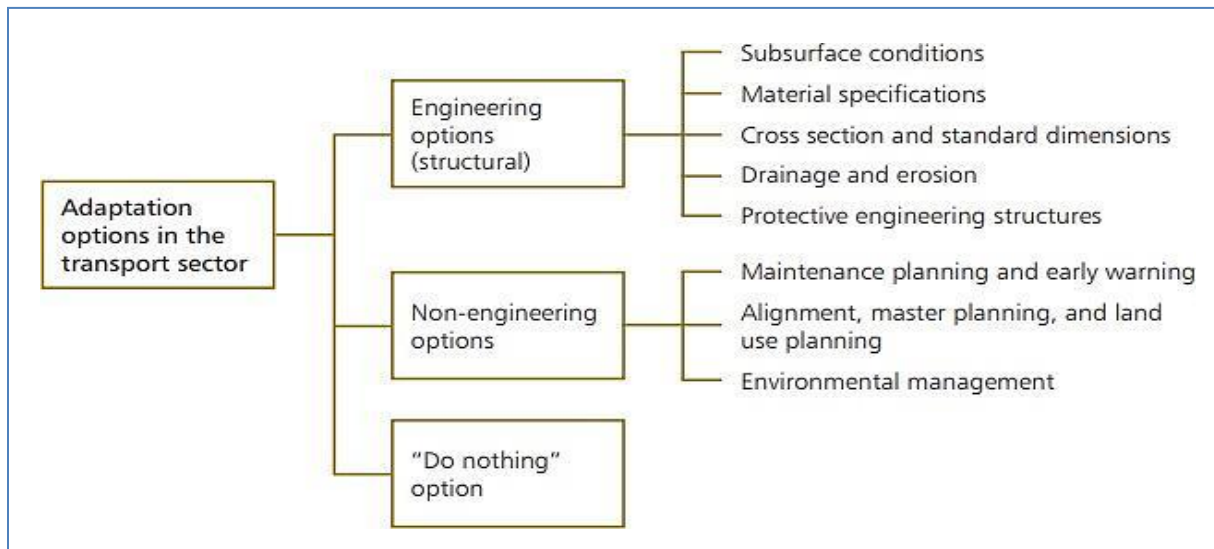 Adaptation
options in the
transport sector
Engineering
options
(structural)
Subsurface conditions
Material specifications
Cross section and standard dimensions
Drainage and erosion
Protective engineering structures
Non-engineering
options
Maintenance planning and early warning
Alignment, master planning, and land
use planning
Environmental management
“Do nothing”
option